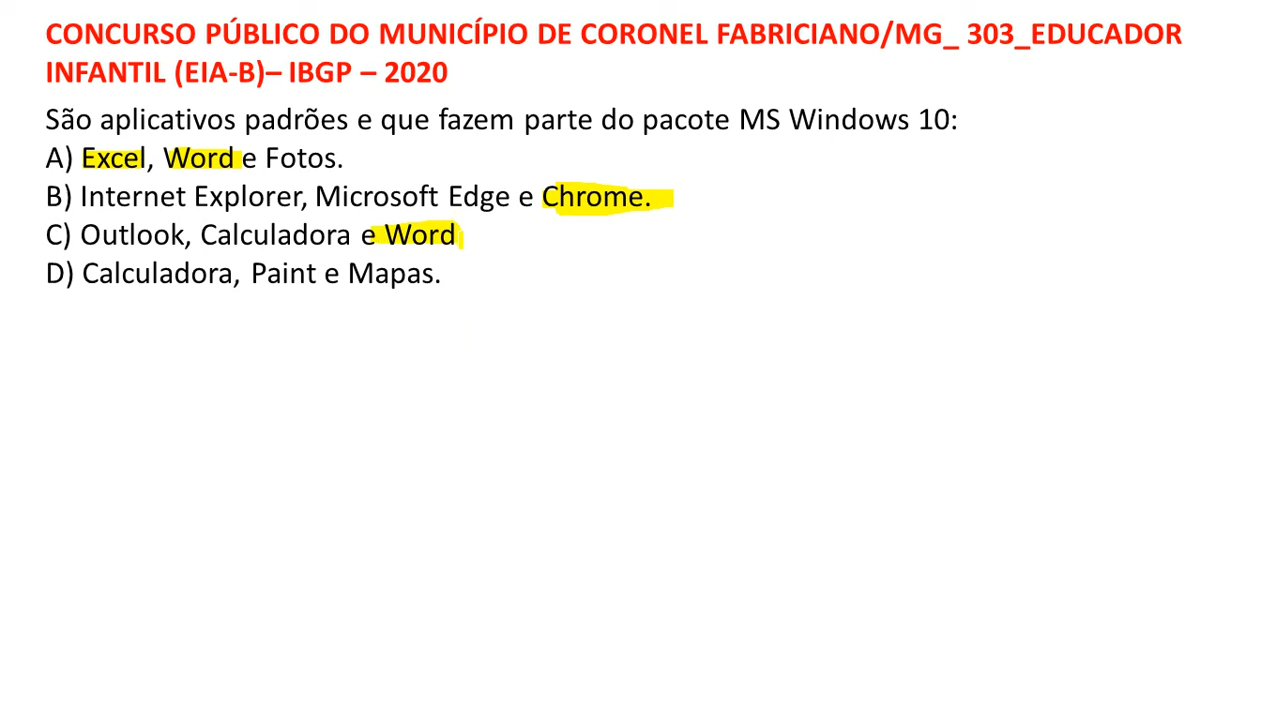 CONCURSO PÚBLICO DO MUNICÍPIO DE CORONEL FABRICIANO/MG_ 303_EDUCADOR
INFANTIL (EIA-B)– IBGP – 2020
São aplicativos padrões e que fazem parte do pacote MS Windows 10:
A) Excel, Word e Fotos.
B) Internet Explorer, Microsoft Edge e Chrome.
C) Outlook, Calculadora e Word
D) Calculadora, Paint e Mapas.